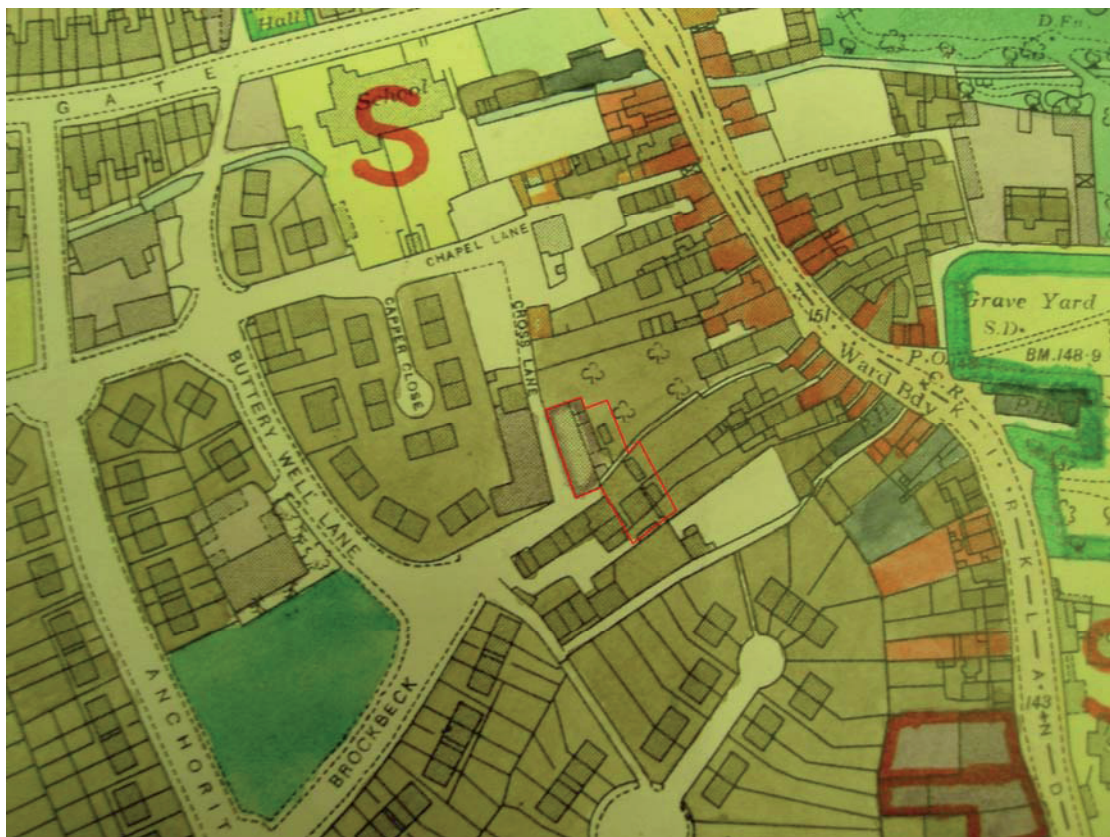 Hall
D. Fn.
GATE
School
S
CHAPEL LANE
CROSS LANE
CAPPER CLOSE
151
Grave Yard
S.D.
BM.148·9
P.O.
C.R.
Ward Bdy
BUTTERY WELL LANE
KIRKLAND
ANCHORIT
BROCKBECK
143